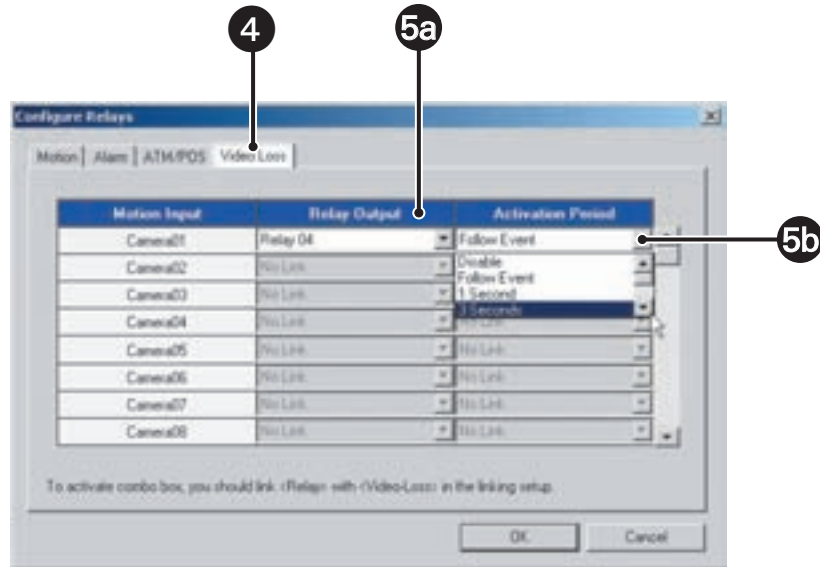 4 5a
Configure Relays
Motion Alarm ATM/POS Video Loss
Motion Input Relay Output Activation Period
Camera01 Relay 04 Follow Event
5b
Camera02 No Link Disable
Follow Event
Camera03 No Link 1 Second
3 Seconds
Camera04 No Link No Link
Camera05 No Link No Link
Camera06 No Link No Link
Camera07 No Link No Link
Camera08 No Link No Link
To activate combo box, you should link <Relay> with <Video-Loss> in the linking setup.
OK Cancel